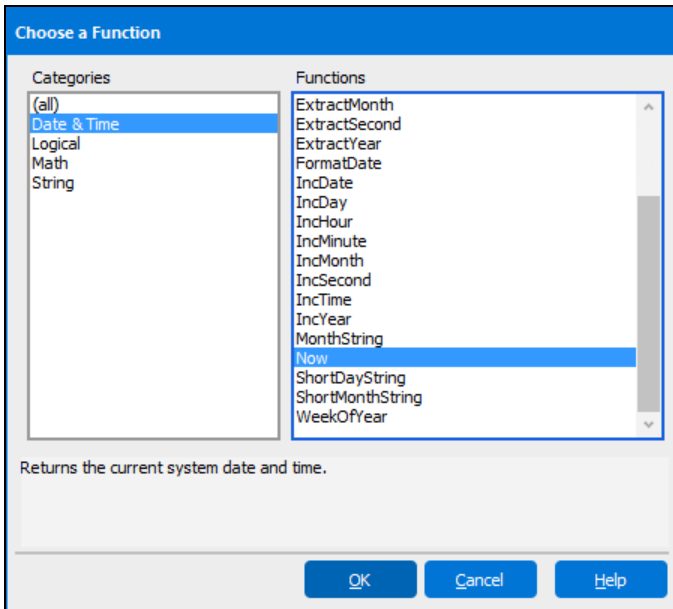 Choose a Function
Categories
(all)
Date & Time
Logical
Math
String
Functions
ExtractMonth
ExtractSecond
ExtractYear
FormatDate
IncDate
IncDay
IncHour
IncMinute
IncMonth
IncSecond
IncTime
IncYear
MonthString
Now
ShortDayString
ShortMonthString
WeekOfYear
Returns the current system date and time.
OK Cancel Help